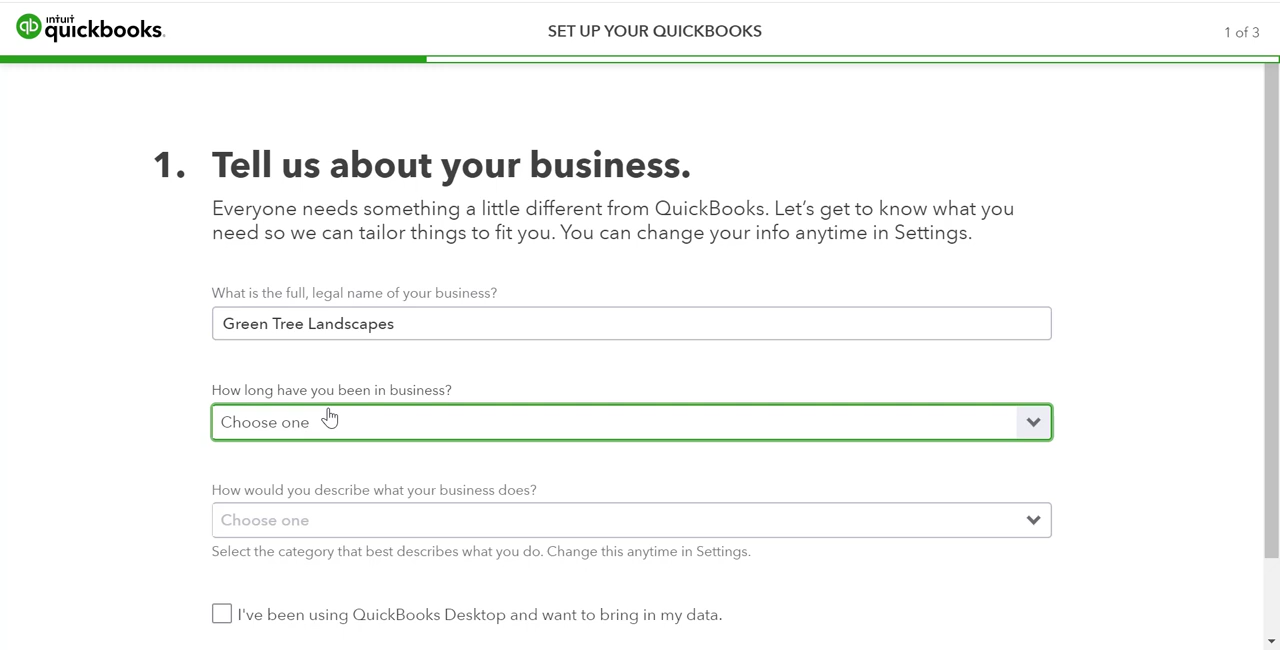 intuit
quickbooks.
SET UP YOUR QUICKBOOKS
1 of 3
1. Tell us about your business.
Everyone needs something a little different from QuickBooks. Let’s get to know what you
need so we can tailor things to fit you. You can change your info anytime in Settings.
What is the full, legal name of your business?
Green Tree Landscapes
How long have you been in business?
Choose one
How would you describe what your business does?
Choose one
Select the category that best describes what you do. Change this anytime in Settings.
I've been using QuickBooks Desktop and want to bring in my data.